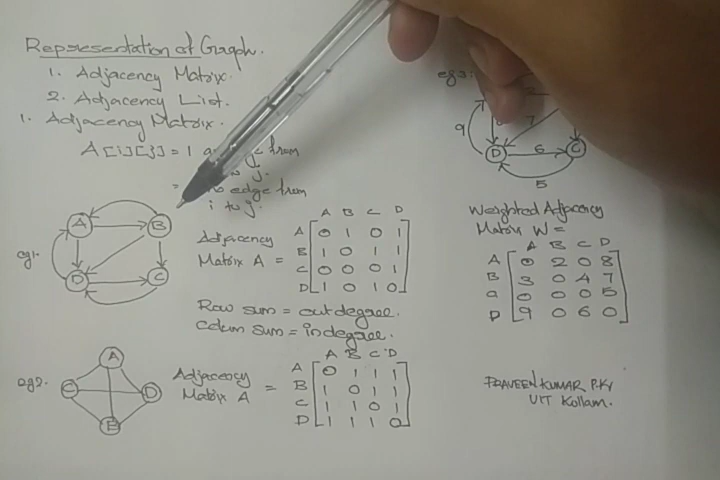 Representation of Graph.
1. Adjacency Matrix.
2. Adjacency List.
1. Adjacency Matrix.
A[i][j] = 1 from
j.
= no edge from
i to j.
eg1.
A B
D C
Adjacency
Matrix A =
A B C D
A 0 1 0 1
B 1 0 1 1
C 0 0 0 1
D 1 0 1 0
Row sum = outdegree.
Colum sum = indegree.
eg2.
A
C D
B
Adjacency
Matrix A =
A B C D
A 0 1 1 1
B 1 0 1 1
C 1 1 0 1
D 1 1 1 0
eg3.
2
9 7
D 6 C
5
Weighted Adjacency
Matrix W =
A B C D
A 0 2 0 8
B 3 0 4 7
0 0 0 5
D 9 0 6 0
PRAVEEN KUMAR
UIT Kollam.